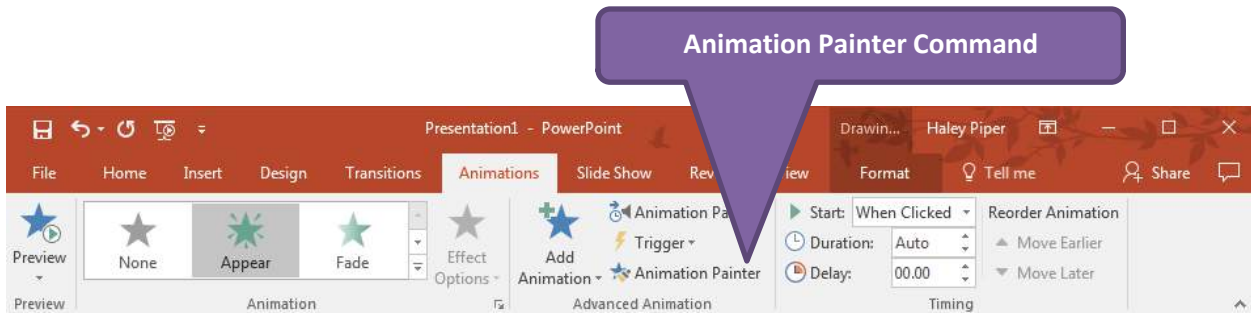 Animation Painter Command
Presentation1 - PowerPoint Drawin... Haley Piper
File Home Insert Design Transitions Animations Slide Show Rev iew Format Tell me Share
Animation Pa Start: When Clicked Reorder Animation
Trigger Duration: Auto Move Earlier
Preview None Appear Fade Effect Options Add Animation Animation Painter Delay: 00.00 Move Later
Preview Animation Advanced Animation Timing